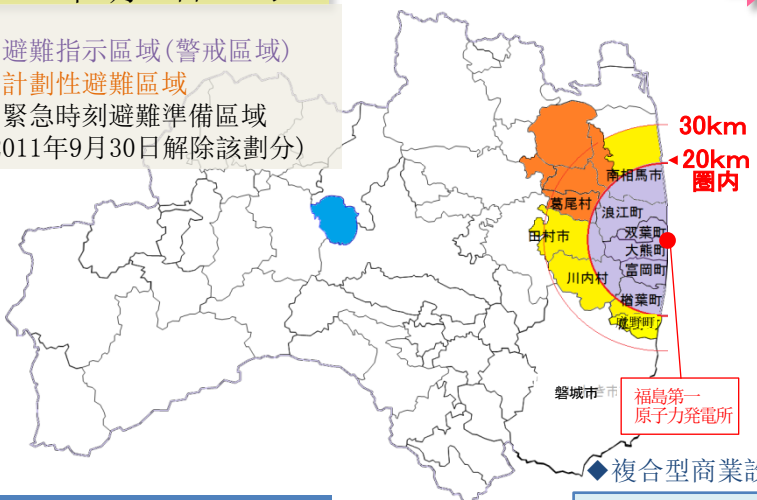 避難指示區域(警戒區域)
計劃性避難區域
緊急時刻避難準備區域
2011年9月30日解除該劃分)
30km
20km
圏内
南相馬市
葛尾村
浪江町
田村市
双葉町
大熊町
川内村
富岡町
楢葉町
廣野町
磐城市
福島第一
原子力発電所
◆複合型商業設